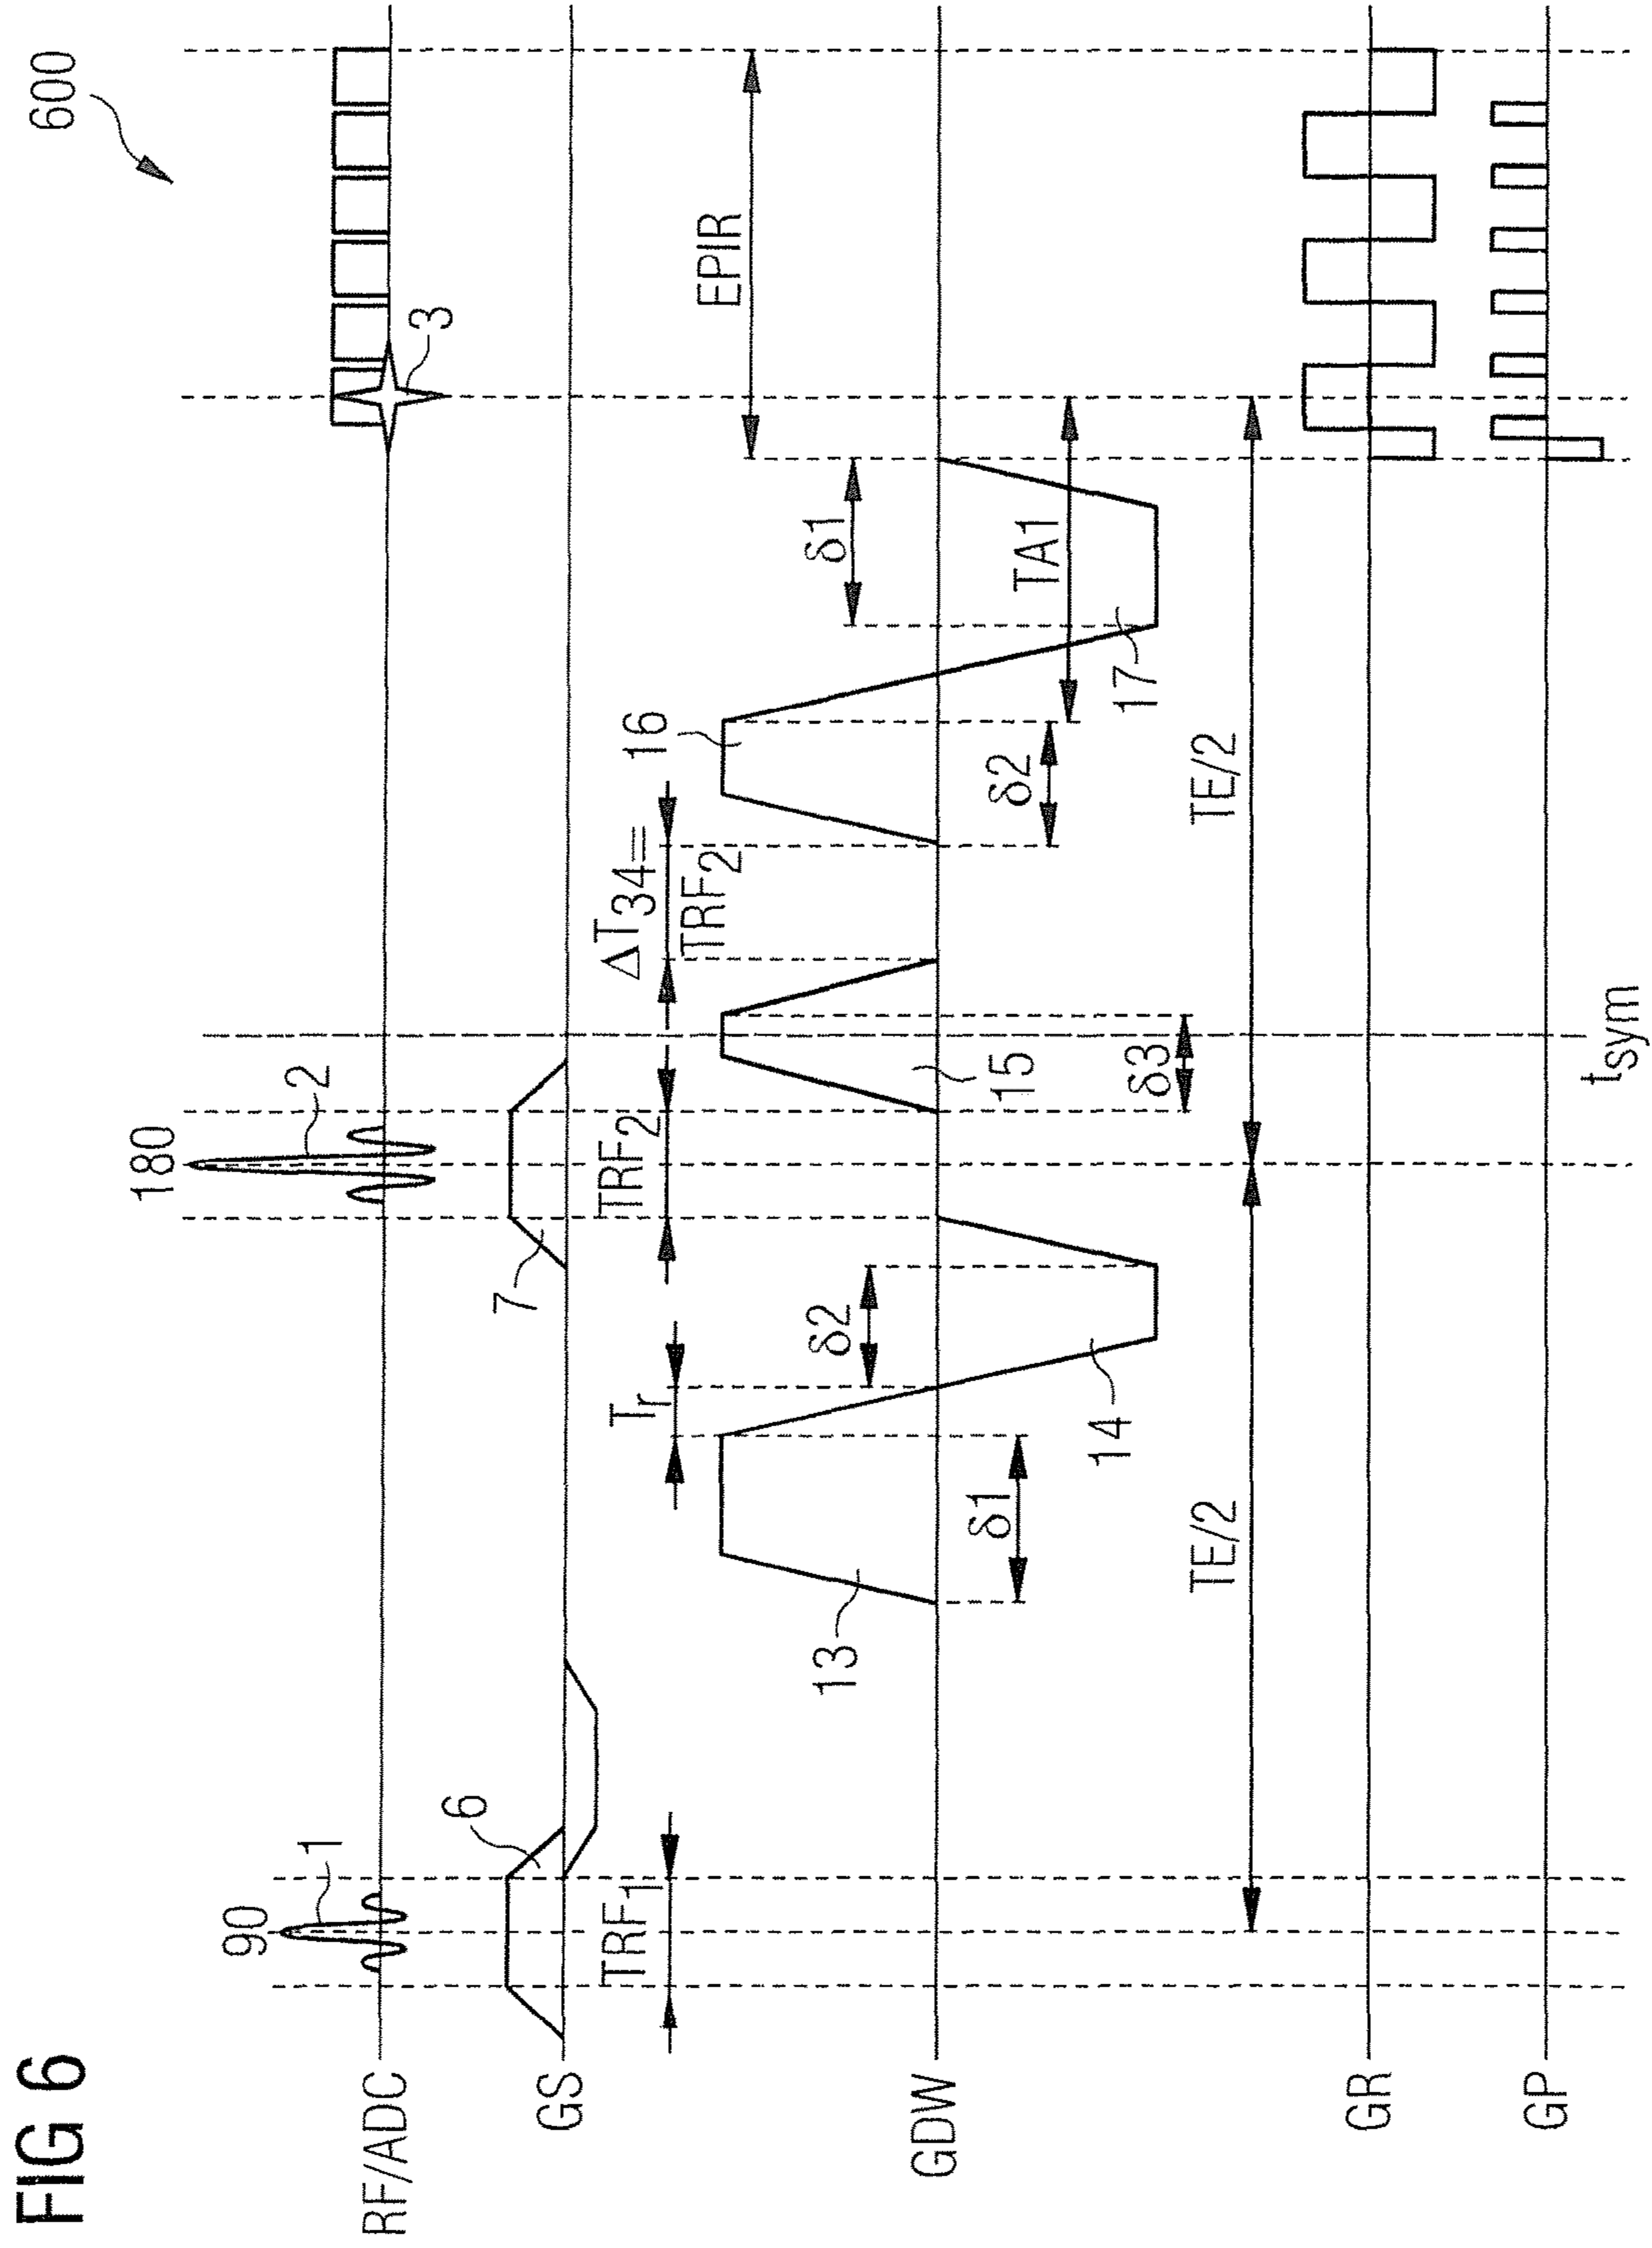 FIG 6
600
RF/ADC
90
1
180
2
3
GS
6
7
TRF1
TRF2
ΔT34=
TRF2
EPIR
GDW
13
Tr
δ1
δ2
14
15
δ3
16
δ2
δ1
17
TA1
TE/2
TE/2
GR
GP
tsym